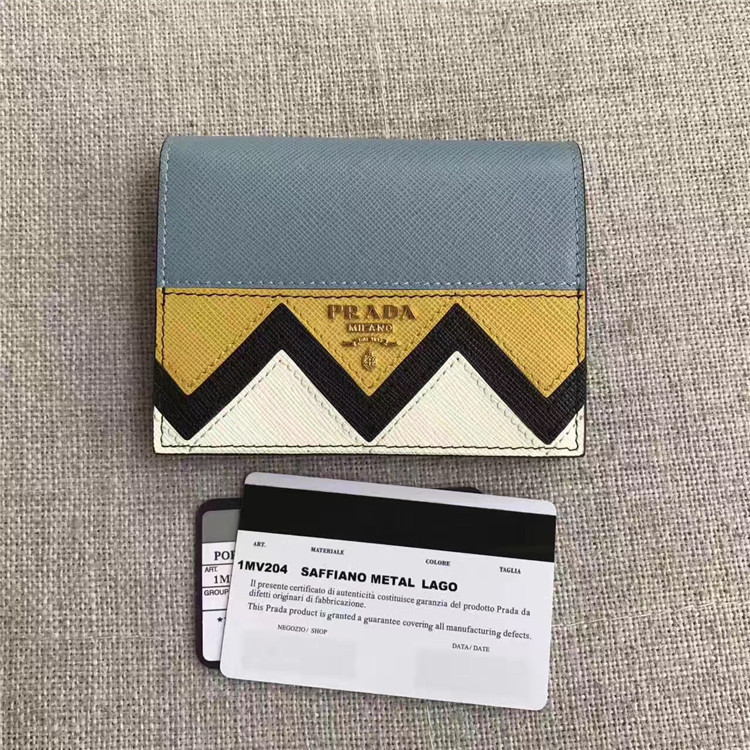 PRADA
MILANO
ART. MATERIALE COLORE TAGLIA
1MV204 SAFFIANO METAL LAGO
Il presente certificato di autenticità costituisce garanzia del prodotto Prada da
difetti originari di fabbricazione.
This Prada product is granted a guarantee covering all manufacturing defects.
NEGOZIO / SHOP
DATA / DATE
POR
ART.
1M
GROUP